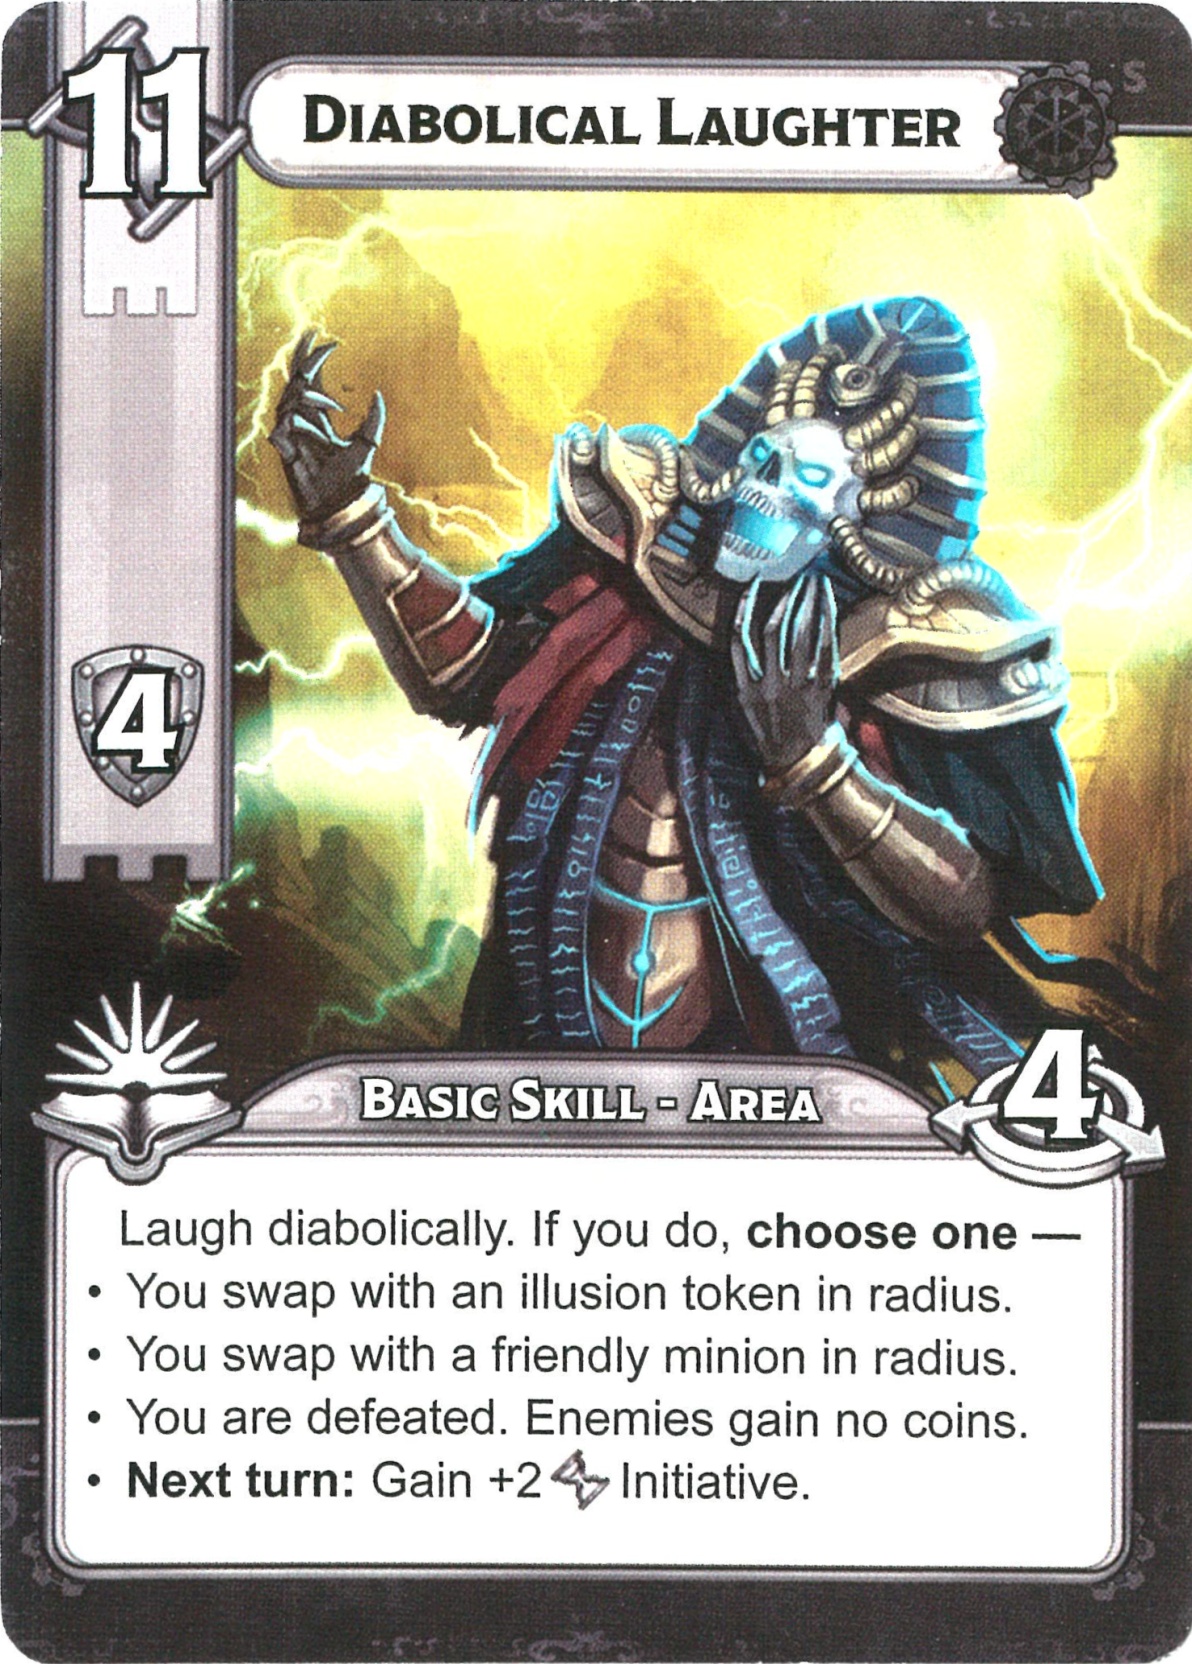 11
DIABOLICAL LAUGHTER
S
4
BASIC SKILL - AREA
4
Laugh diabolically. If you do, choose one —
• You swap with an illusion token in radius.
• You swap with a friendly minion in radius.
• You are defeated. Enemies gain no coins.
• Next turn: Gain +2 Initiative.